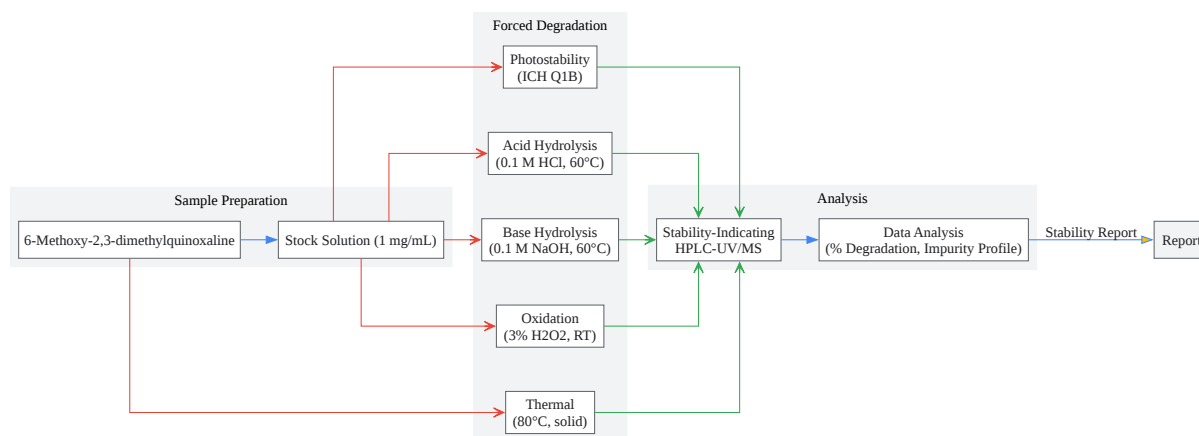 Forced Degradation
Photostability
(ICH Q1B)
Acid Hydrolysis
(0.1 M HCl, 60°C)
Sample Preparation
Analysis
6-Methoxy-2,3-dimethylquinoxaline
Stock Solution (1 mg/mL)
Base Hydrolysis
(0.1 M NaOH, 60°C)
Stability-Indicating
HPLC-UV/MS
Data Analysis
(% Degradation, Impurity Profile)
Stability Report
Report
Oxidation
(3% H2O2, RT)
Thermal
(80°C, solid)